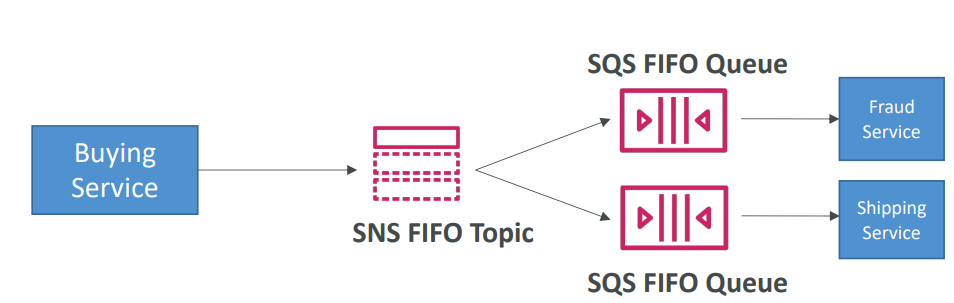 Buying
Service
SNS FIFO Topic
SQS FIFO Queue
Fraud
Service
SQS FIFO Queue
Shipping
Service